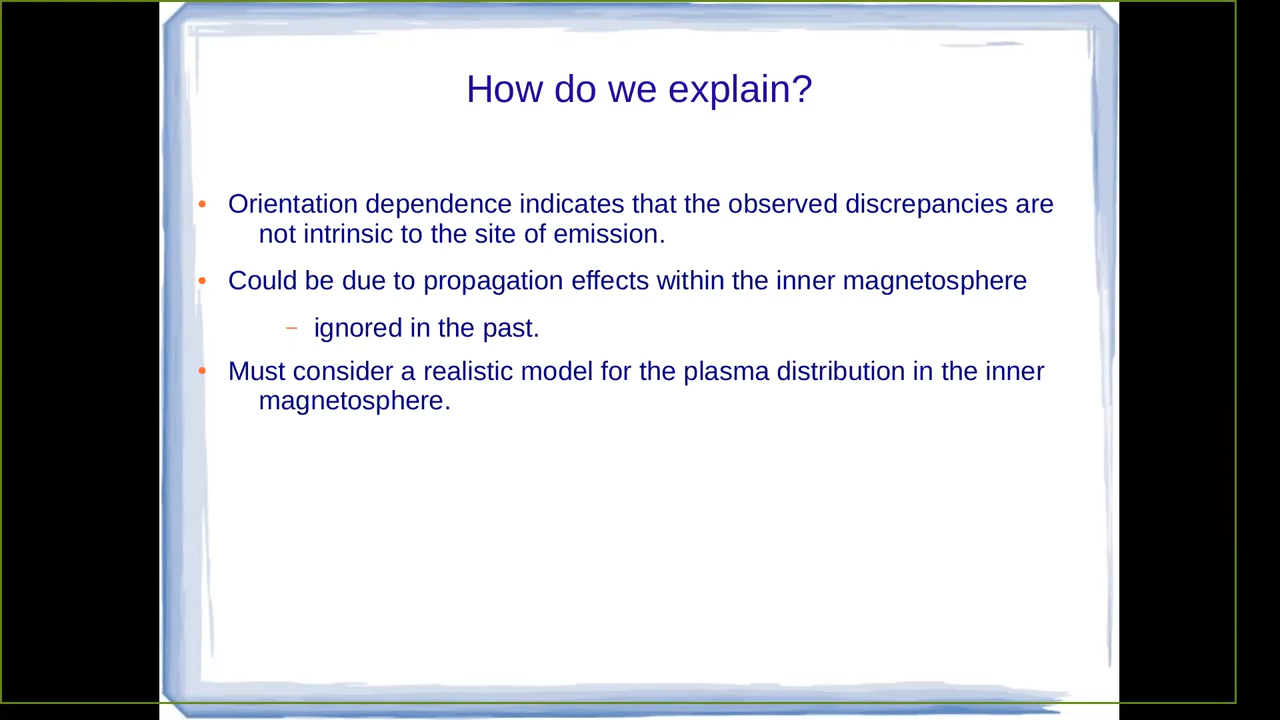 How do we explain?
• Orientation dependence indicates that the observed discrepancies are
not intrinsic to the site of emission.
• Could be due to propagation effects within the inner magnetosphere
– ignored in the past.
• Must consider a realistic model for the plasma distribution in the inner
magnetosphere.